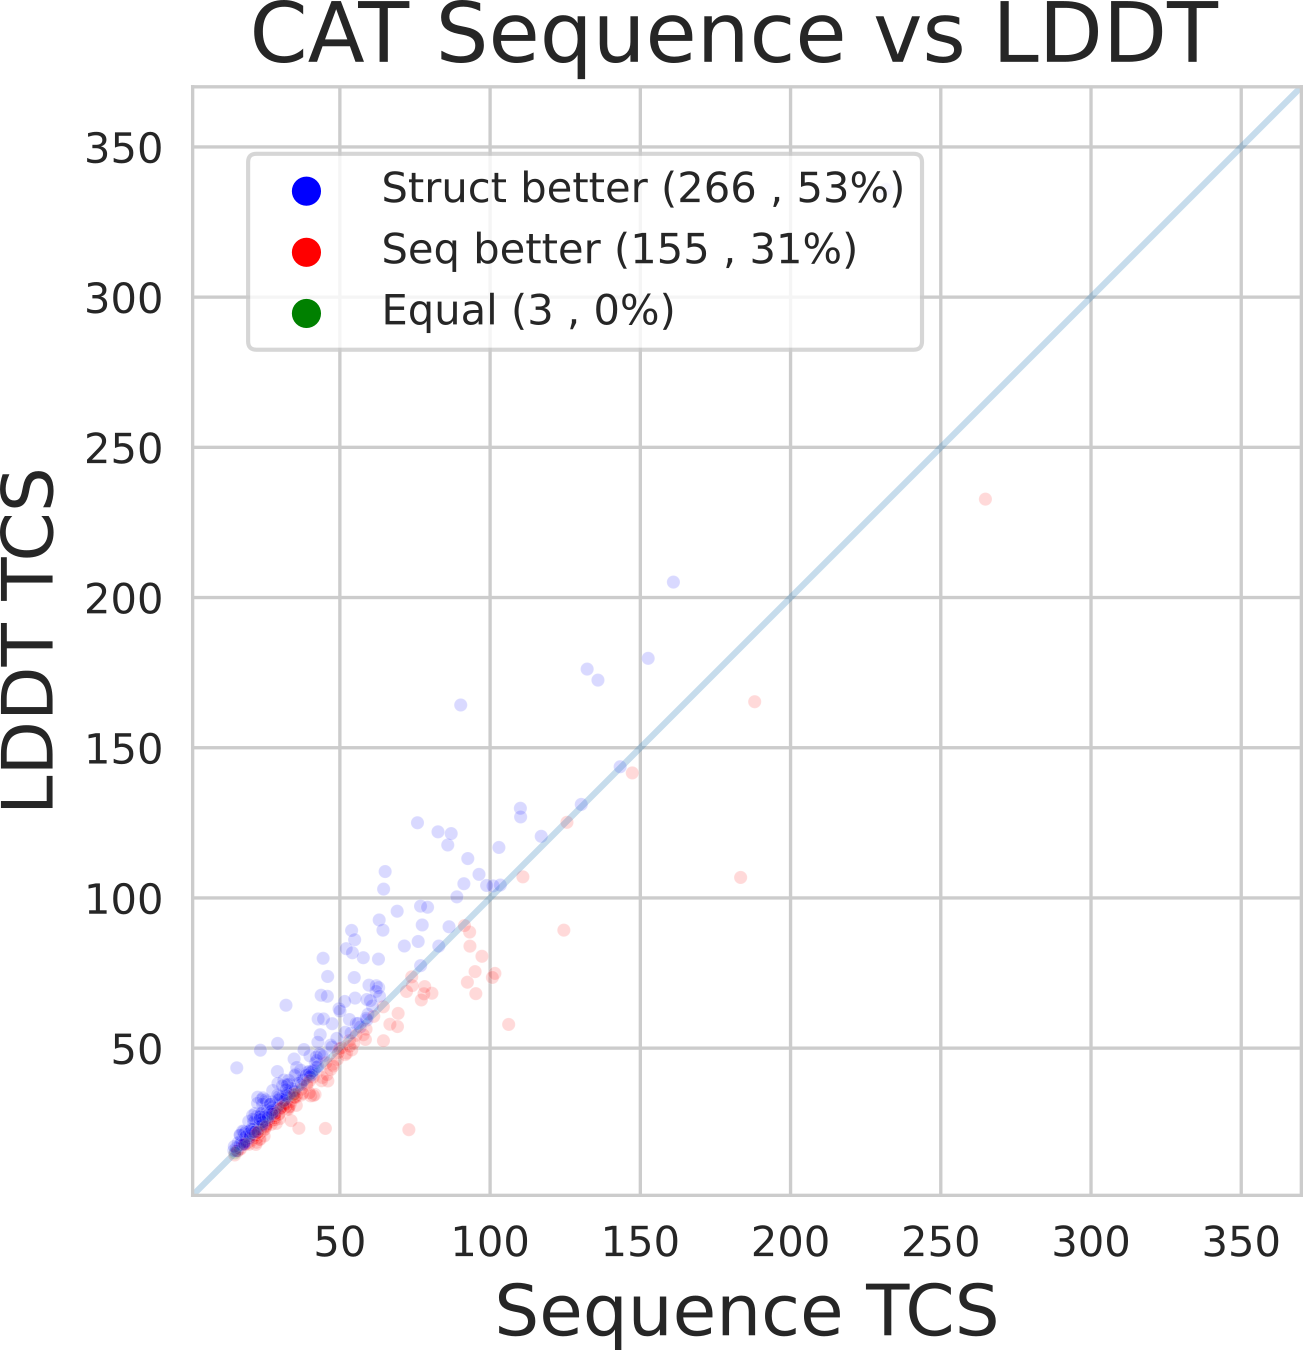 CAT Sequence vs LDDT
LDDT TCS
350
300
250
200
150
100
50
Struct better (266 , 53%)
Seq better (155 , 31%)
Equal (3 , 0%)
50 100 150 200 250 300 350
Sequence TCS